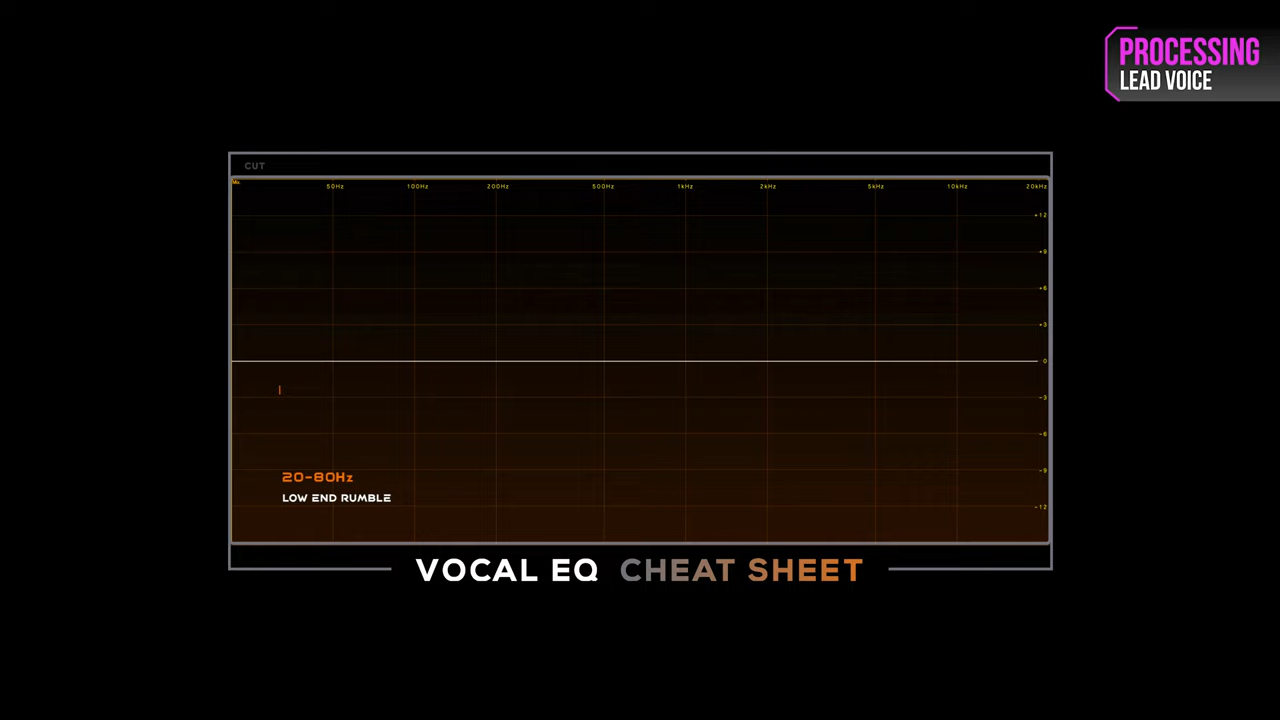 PROCESSING
LEAD VOICE
CUT
50Hz 100Hz 200Hz 500Hz 1kHz 2kHz 5kHz 10kHz 20kHz
+12
+9
+6
+3
0
-3
-6
-9
-12
20-80Hz
LOW END RUMBLE
VOCAL EQ CHEAT SHEET